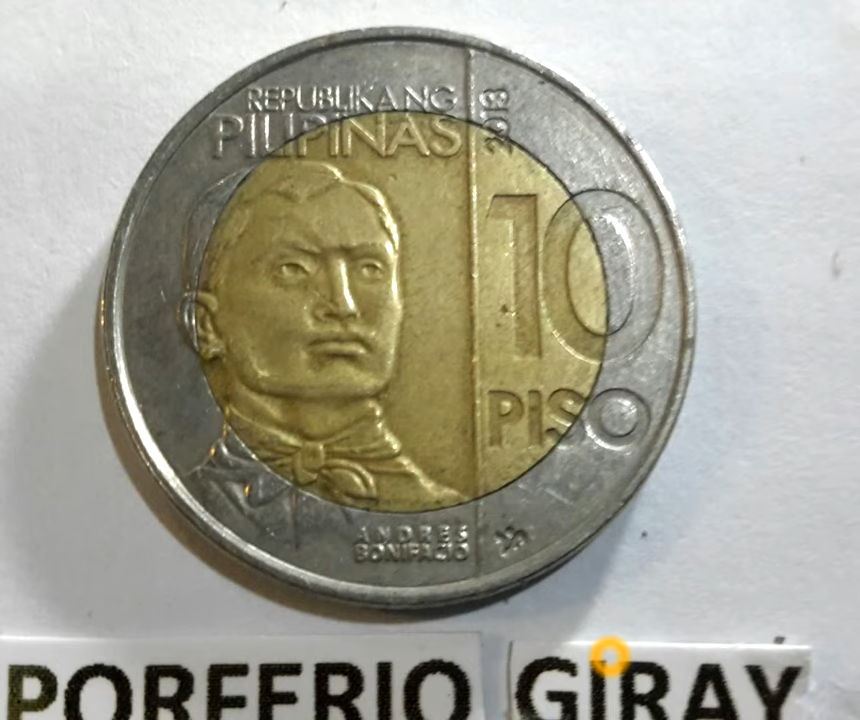 REPUBLIKA NG
PILIPINAS
2013
10
PISO
ANDRES
BONIFACIO
PORFERIO GIRAY